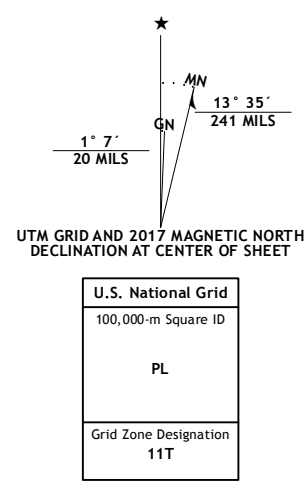 ★
MN
GN
13° 35´
241 MILS
1° 7´
20 MILS
UTM GRID AND 2017 MAGNETIC NORTH
DECLINATION AT CENTER OF SHEET
U.S. National Grid
100,000-m Square ID
PL
Grid Zone Designation
11T